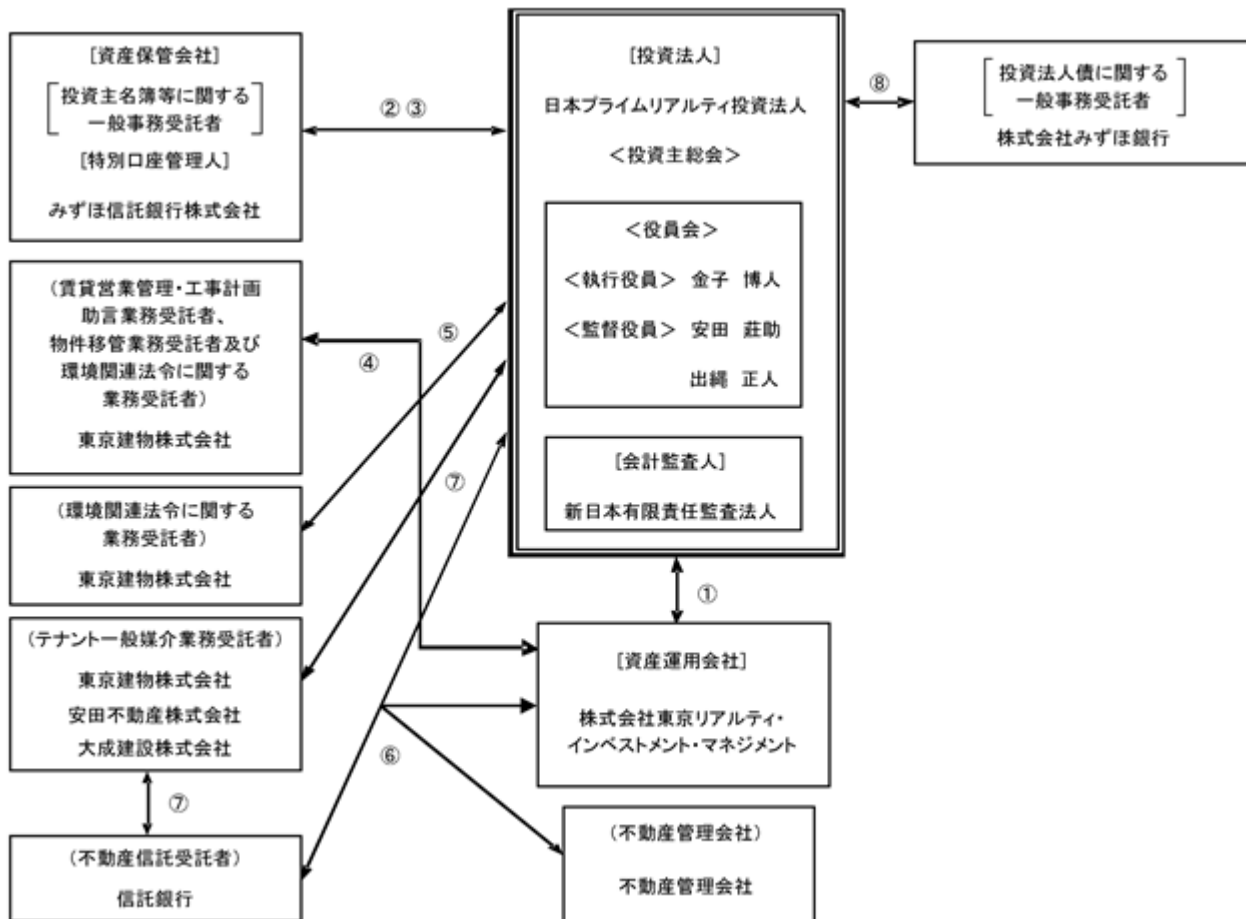 [資産保管会社]
投資主名簿等に関する
一般事務受託者
[特別口座管理人]
みずほ信託銀行株式会社
②③
[投資法人]
日本プライムリアルティ投資法人
＜投資主総会＞
＜役員会＞
＜執行役員＞ 金子 博人
＜監督役員＞ 安田 荘助
出縄 正人
[会計監査人]
新日本有限責任監査法人
⑧
投資法人債に関する
一般事務受託者
株式会社みずほ銀行
(賃貸営業管理・工事計画
助言業務受託者、
物件移管業務受託者及び
環境関連法令に関する
業務受託者)
東京建物株式会社
④
⑤
(環境関連法令に関する
業務受託者)
東京建物株式会社
⑦
(テナント一般媒介業務受託者)
東京建物株式会社
安田不動産株式会社
大成建設株式会社
⑦
(不動産信託受託者)
信託銀行
⑥
①
[資産運用会社]
株式会社東京リアルティ・
インベストメント・マネジメント
(不動産管理会社)
不動産管理会社